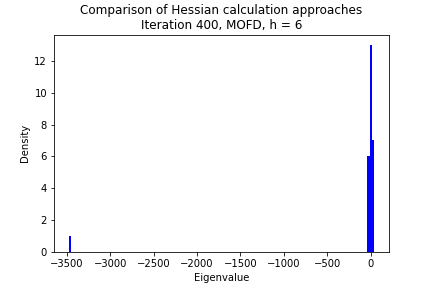 Comparison of Hessian calculation approaches
Iteration 400, MOFD, h = 6
Density
12
10
8
6
4
2
0
−3500 −3000 −2500 −2000 −1500 −1000 −500 0
Eigenvalue